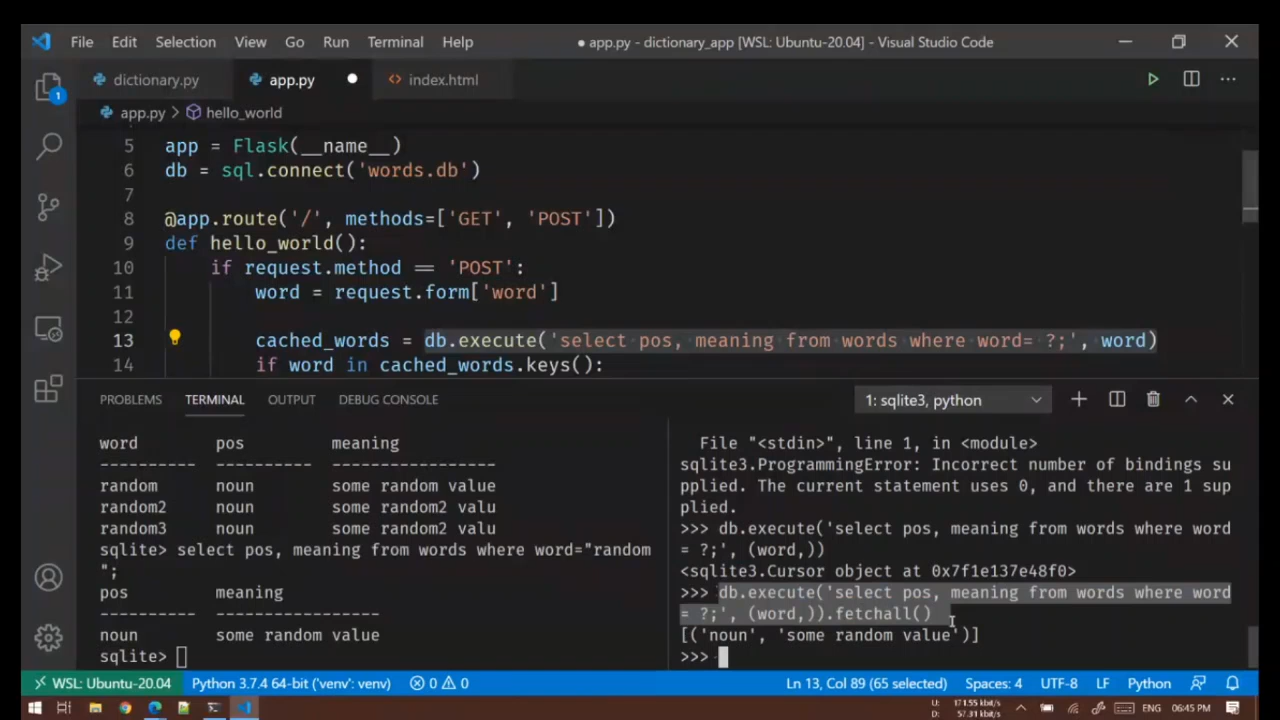 File Edit Selection View Go Run Terminal Help ● app.py - dictionary_app [WSL: Ubuntu-20.04] - Visual Studio Code
dictionary.py app.py index.html
app.py > hello_world
1
5 app = Flask(__name__)
6 db = sql.connect('words.db')
7
8 @app.route('/', methods=['GET', 'POST'])
9 def hello_world():
10 if request.method == 'POST':
11 word = request.form['word']
12
13 cached_words = db.execute('select pos, meaning from words where word= ?;', word)
14 if word in cached_words.keys():
PROBLEMS TERMINAL OUTPUT DEBUG CONSOLE 1: sqlite3, python
word pos meaning
---------- ---------- -----------------
random noun some random value
random2 noun some random2 valu
random3 noun some random2 valu
sqlite> select pos, meaning from words where word="random
";
pos meaning
---------- -----------------
noun some random value
sqlite>
File "<stdin>", line 1, in <module>
sqlite3.ProgrammingError: Incorrect number of bindings su
pplied. The current statement uses 0, and there are 1 sup
plied.
>>> db.execute('select pos, meaning from words where word
= ?;', (word,))
<sqlite3.Cursor object at 0x7f1e137e48f0>
>>> db.execute('select pos, meaning from words where word
= ?;', (word,)).fetchall()
[('noun', 'some random value')]
>>>
WSL: Ubuntu-20.04 Python 3.7.4 64-bit ('venv': venv) 0 0 Ln 13, Col 89 (65 selected) Spaces: 4 UTF-8 LF Python
U: 171.55 kbit/s
D: 57.31 kbit/s
ENG 06:45 PM